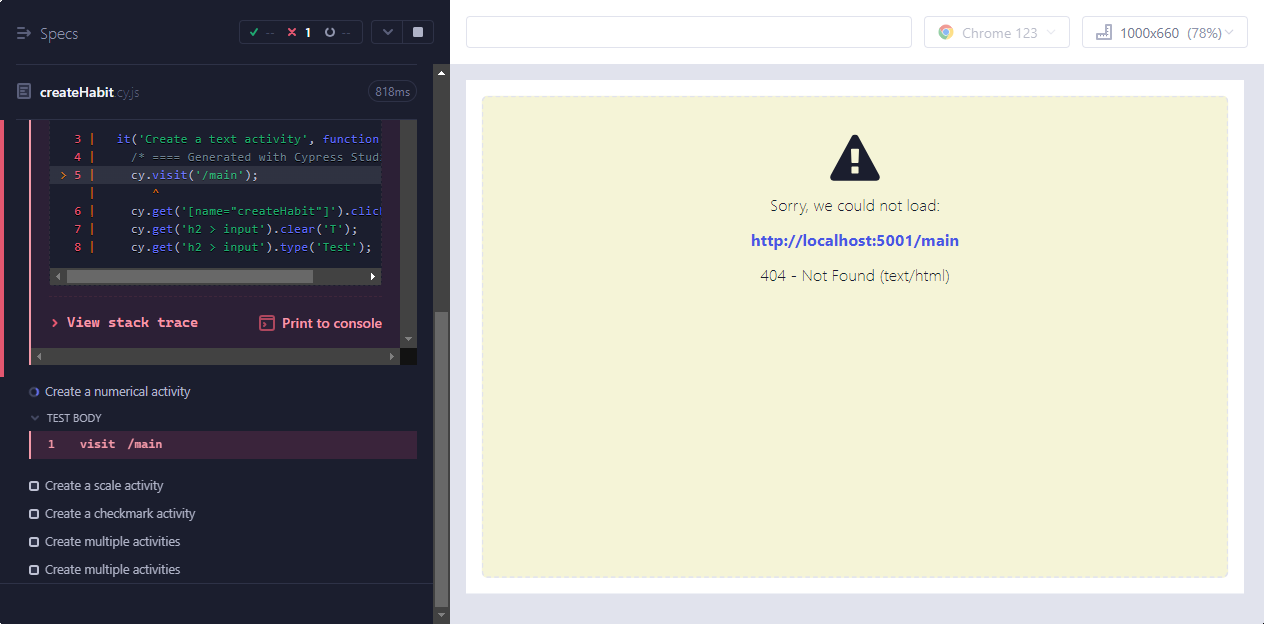 Specs
-- 1 --
createHabit.cy.js 818ms
3 | it('Create a text activity', function
4 | /* ==== Generated with Cypress Studi
> 5 | cy.visit('/main');
| ^
6 | cy.get('[name="createHabit"]').clic
7 | cy.get('h2 > input').clear('T');
8 | cy.get('h2 > input').type('Test');
View stack trace
Print to console
Create a numerical activity
TEST BODY
1 visit /main
Create a scale activity
Create a checkmark activity
Create multiple activities
Create multiple activities
Chrome 123
1000x660 (78%)
Sorry, we could not load:
http://localhost:5001/main
404 - Not Found (text/html)